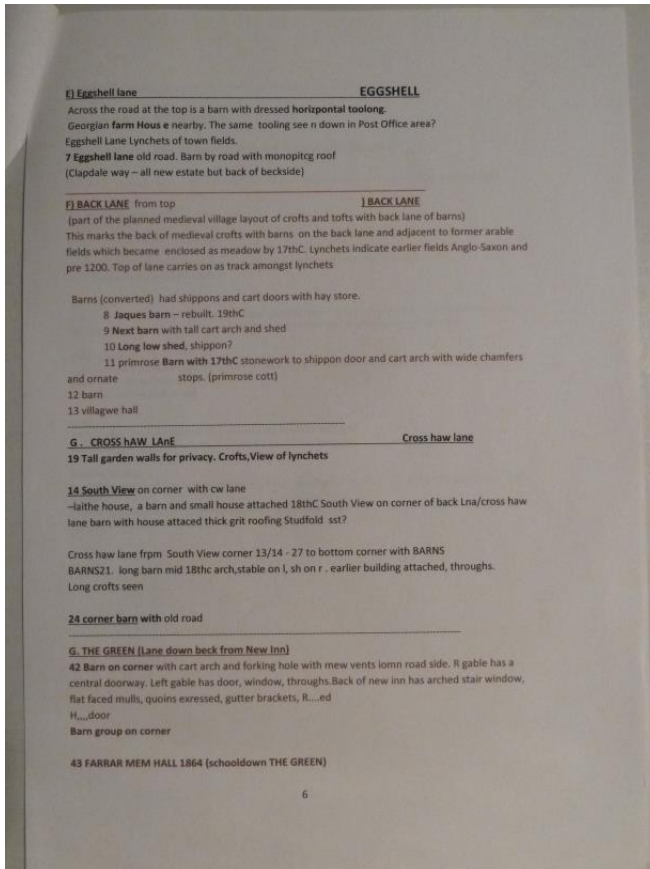 E) Eggshell lane EGGSHELL
Across the road at the top is a barn with dressed horizpontal toolong.
Georgian farm Hous e nearby. The same tooling see n down in Post Office area?
Eggshell Lane Lynchets of town fields.
7 Eggshell lane old road. Barn by road with monopitcg roof
(Clapdale way – all new estate but back of beckside)
F) BACK LANE from top ) BACK LANE
(part of the planned medieval village layout of crofts and tofts with back lane of barns)
This marks the back of medieval crofts with barns on the back lane and adjacent to former arable
fields which became enclosed as meadow by 17thC. Lynchets indicate earlier fields Anglo-Saxon and
pre 1200. Top of lane carries on as track amongst lynchets
Barns (converted) had shippons and cart doors with hay store.
8 Jaques barn – rebuilt. 19thC
9 Next barn with tall cart arch and shed
10 Long low shed, shippon?
11 primrose Barn with 17thC stonework to shippon door and cart arch with wide chamfers
and ornate stops. (primrose cott)
12 barn
13 villagwe hall
G . CROSS hAW LAnE Cross haw lane
19 Tall garden walls for privacy. Crofts,View of lynchets
14 South View on corner with cw lane
–laithe house, a barn and small house attached 18thC South View on corner of back Lna/cross haw
lane barn with house attaced thick grit roofing Studfold sst?
Cross haw lane frpm South View corner 13/14 - 27 to bottom corner with BARNS
BARNS21. long barn mid 18thc arch,stable on l, sh on r . earlier building attached, throughs.
Long crofts seen
24 corner barn with old road
G. THE GREEN (Lane down beck from New Inn)
42 Barn on corner with cart arch and forking hole with mew vents lomn road side. R gable has a
central doorway. Left gable has door, window, throughs.Back of new inn has arched stair window,
flat faced mulls, quoins exressed, gutter brackets, R....ed
H,,,,door
Barn group on corner
43 FARRAR MEM HALL 1864 (schooldown THE GREEN)
6